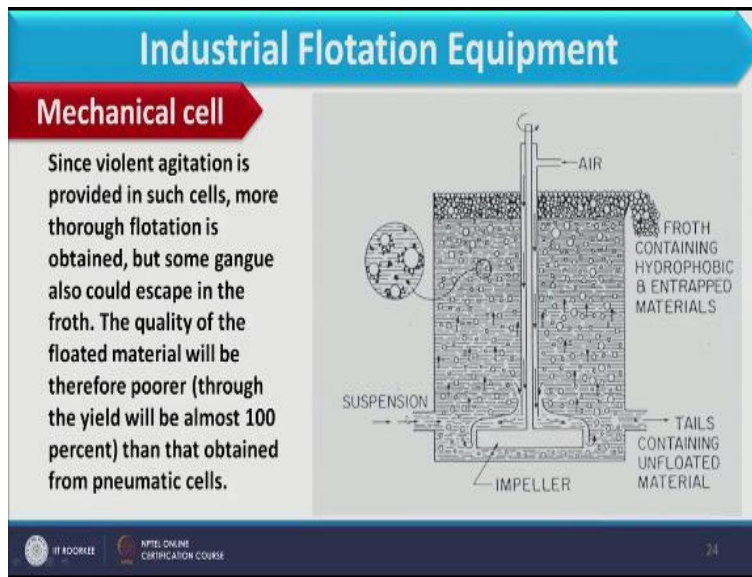 Industrial Flotation Equipment
Mechanical cell
Since violent agitation is
provided in such cells, more
thorough flotation is
obtained, but some gangue
also could escape in the
froth. The quality of the
floated material will be
therefore poorer (through
the yield will be almost 100
percent) than that obtained
from pneumatic cells.
AIR
FROTH
CONTAINING
HYDROPHOBIC
& ENTRAPPED
MATERIALS
SUSPENSION
TAILS
CONTAINING
UNFLOATED
MATERIAL
IMPELLER
IIT ROORKEE
NPTEL ONLINE
CERTIFICATION COURSE
24